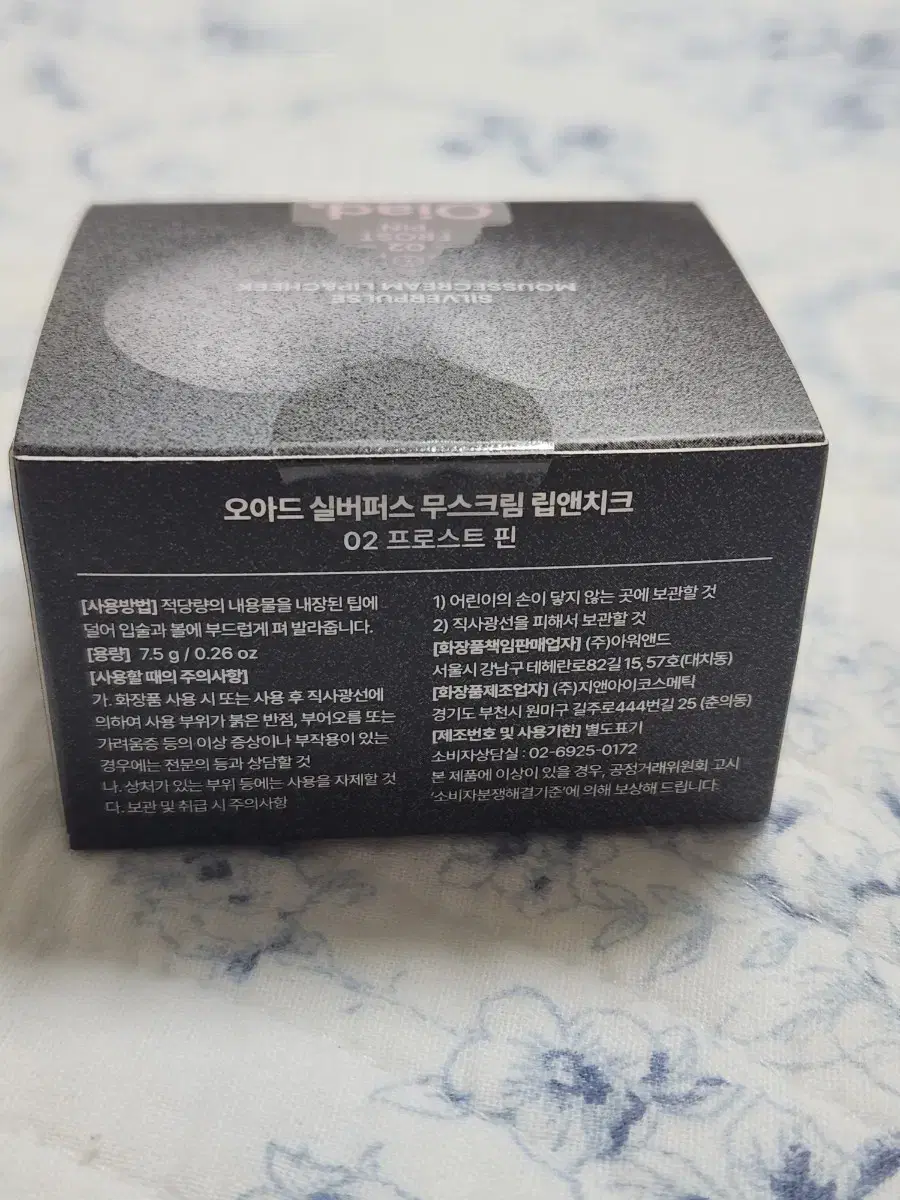 Oiad.
02
FROST
PIN
SILVERPULSE
MOUSSECREAM LIP&CHEEK
오아드 실버퍼스 무스크림 립앤치크
02 프로스트 핀
[사용방법] 적당량의 내용물을 내장된 팁에
덜어 입술과 볼에 부드럽게 펴 발라줍니다.
[용량] 7.5 g / 0.26 oz
[사용할 때의 주의사항]
가. 화장품 사용 시 또는 사용 후 직사광선에
의하여 사용 부위가 붉은 반점, 부어오름 또는
가려움증 등의 이상 증상이나 부작용이 있는
경우에는 전문의 등과 상담할 것
나. 상처가 있는 부위 등에는 사용을 자제할 것
다. 보관 및 취급 시 주의사항
1) 어린이의 손이 닿지 않는 곳에 보관할 것
2) 직사광선을 피해서 보관할 것
[화장품책임판매업자] (주)아워앤드
서울시 강남구 테헤란로82길 15, 57호(대치동)
[화장품제조업자] (주)지앤아이코스메틱
경기도 부천시 원미구 길주로444번길 25 (춘의동)
[제조번호 및 사용기한] 별도표기
소비자상담실 : 02-6925-0172
본 제품에 이상이 있을 경우, 공정거래위원회 고시
'소비자분쟁해결기준'에 의해 보상해 드립니다.